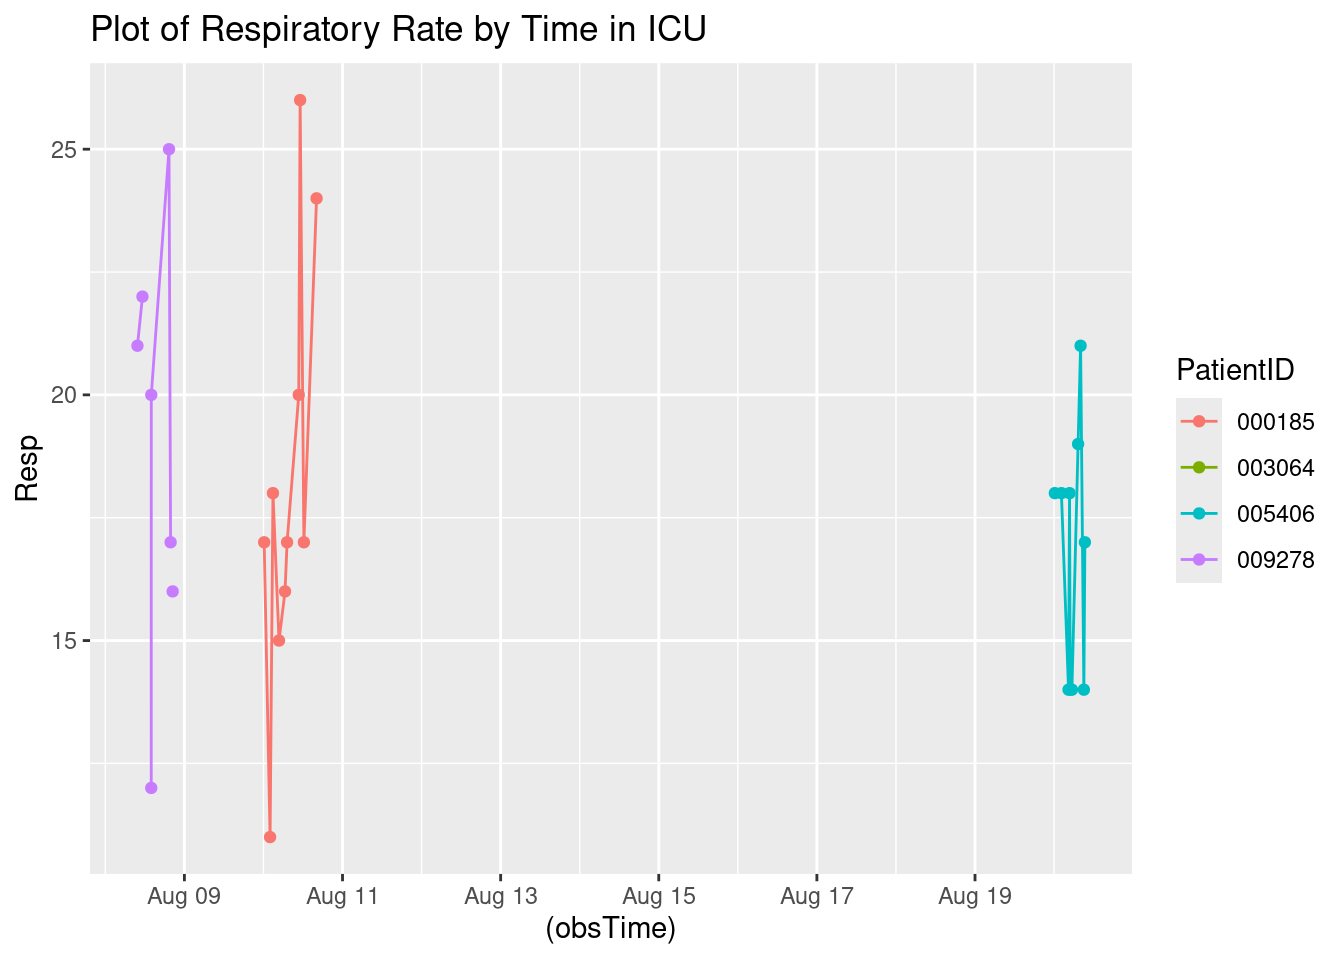 Plot of Respiratory Rate by Time in ICU
25
20
15
Resp
Aug 09 Aug 11 Aug 13 Aug 15 Aug 17 Aug 19
(obsTime)
PatientID
000185
003064
005406
009278